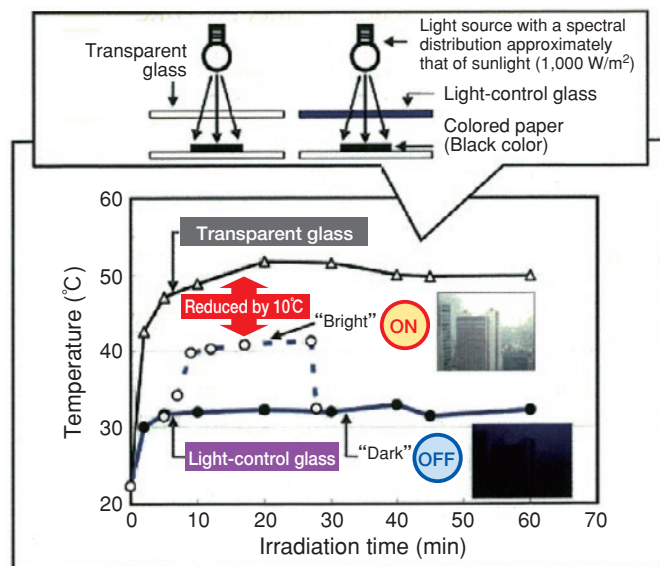 Transparent
glass
Light source with a spectral
distribution approximately
that of sunlight (1,000 W/m²)
Light-control glass
Colored paper
(Black color)
Temperature (℃)
60
50
40
30
20
Transparent glass
Reduced by 10℃
“Bright”
ON
Light-control glass
“Dark”
OFF
0
10
20
30
40
50
60
70
Irradiation time (min)